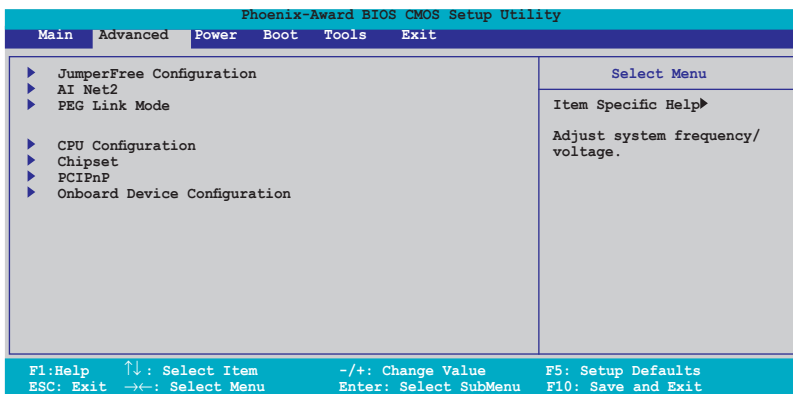 Phoenix-Award BIOS CMOS Setup Utility
Main Advanced Power Boot Tools Exit
JumperFree Configuration
AI Net2
PEG Link Mode
CPU Configuration
Chipset
PCIPnP
Onboard Device Configuration
Select Menu
Item Specific Help
Adjust system frequency/
voltage.
F1:Help ↑↓: Select Item -/+: Change Value F5: Setup Defaults
ESC: Exit →←: Select Menu Enter: Select SubMenu F10: Save and Exit